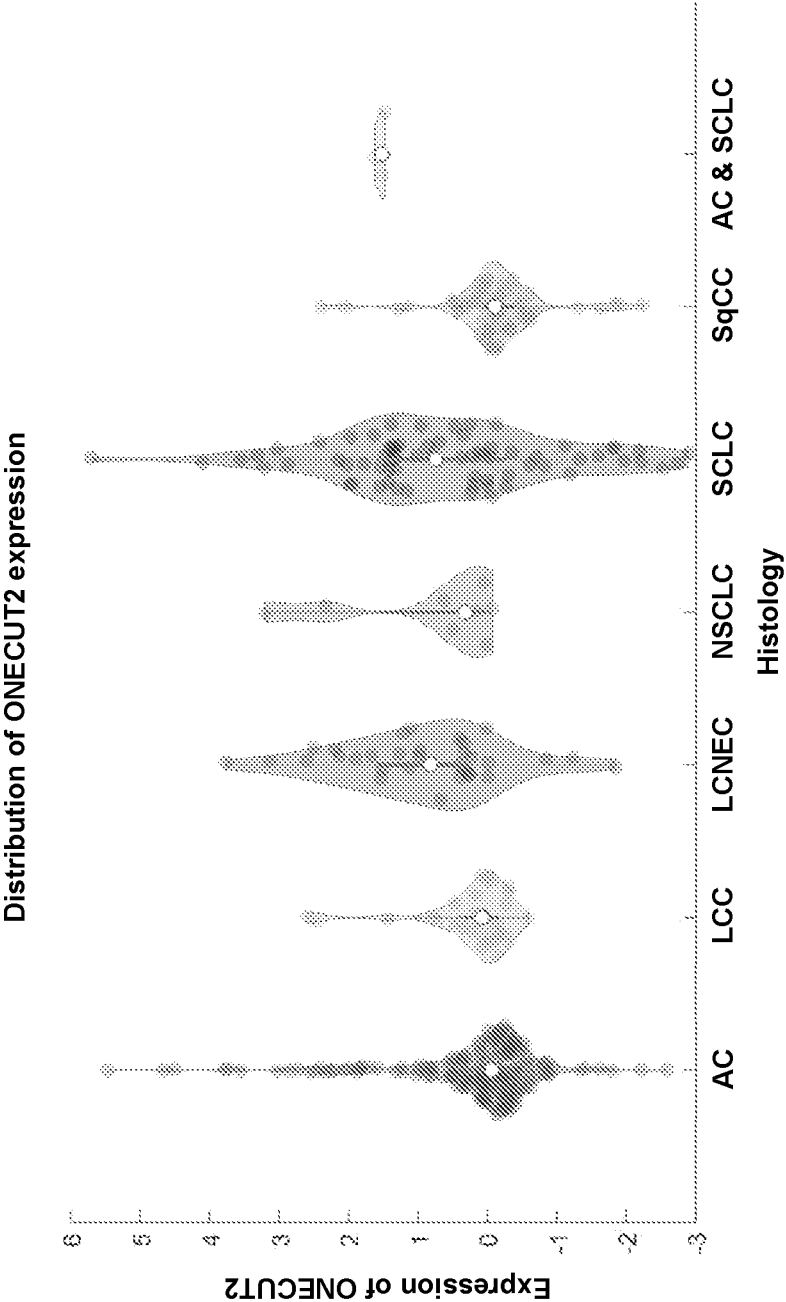 Distribution of ONECUT2 expression
Expression of ONECUT2
6
5
4
3
2
1
0
-1
-2
-3
AC
LCC
LCNEC
NSCLC
SCLC
SqCC
AC & SCLC
Histology